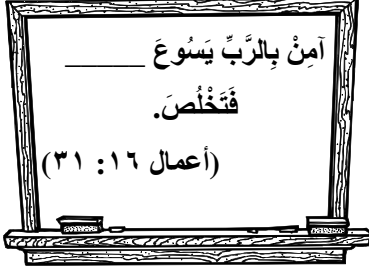 آمِنْ بِالرَّبِّ يَسُوعَ ______
فَتَخْلُصَ.
(أعمال ١٦: ٣١)